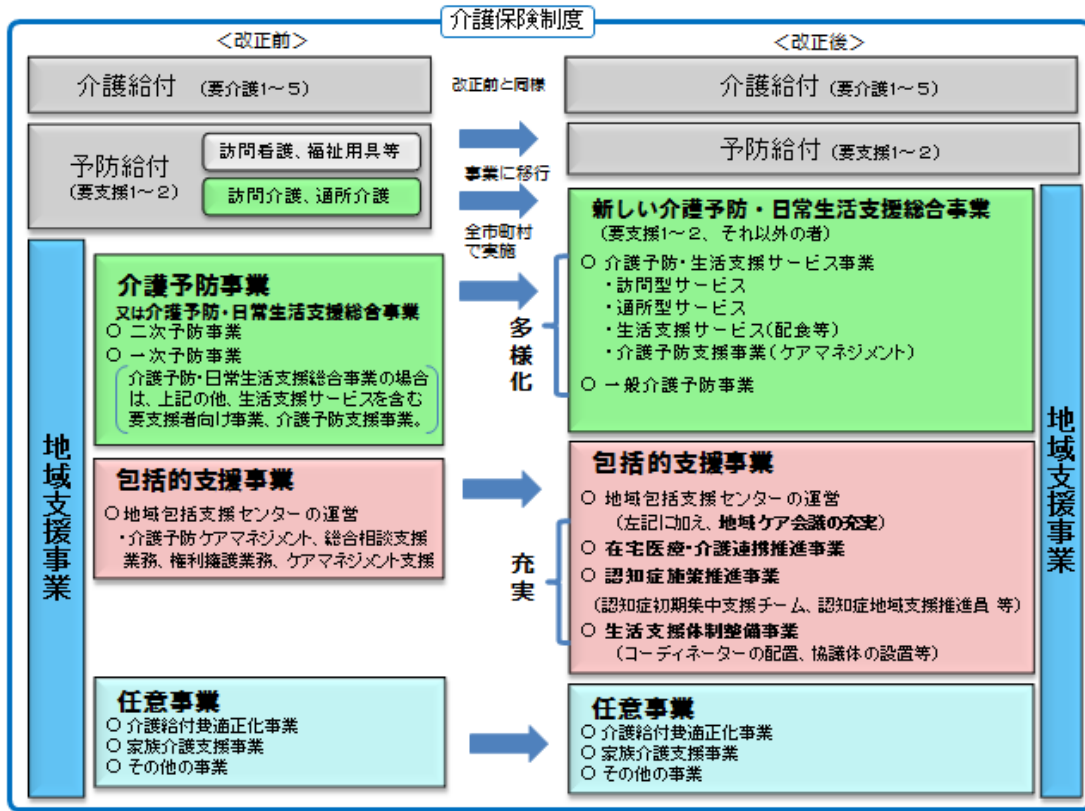 介護保険制度
＜改正前＞
介護給付 (要介護1～5)
予防給付
(要支援1～2)
訪問看護、福祉用具等
訪問介護、通所介護
地域支援事業
介護予防事業
又は介護予防・日常生活支援総合事業
○ 二次予防事業
○ 一次予防事業
介護予防・日常生活支援総合事業の場合
は、上記の他、生活支援サービスを含む
要支援者向け事業、介護予防支援事業。
包括的支援事業
○地域包括支援センターの運営
・介護予防ケアマネジメント、総合相談支援
業務、権利擁護業務、ケアマネジメント支援
任意事業
○ 介護給付費適正化事業
○ 家族介護支援事業
○ その他の事業
改正前と同様
事業に移行
全市町村
で実施
多様化
充実
＜改正後＞
介護給付 (要介護1～5)
予防給付 (要支援1～2)
新しい介護予防・日常生活支援総合事業
(要支援1～2、それ以外の者)
○ 介護予防・生活支援サービス事業
・訪問型サービス
・通所型サービス
・生活支援サービス(配食等)
・介護予防支援事業(ケアマネジメント)
○ 一般介護予防事業
包括的支援事業
○ 地域包括支援センターの運営
(左記に加え、地域ケア会議の充実)
○ 在宅医療・介護連携推進事業
○ 認知症施策推進事業
(認知症初期集中支援チーム、認知症地域支援推進員 等)
○ 生活支援体制整備事業
(コーディネーターの配置、協議体の設置等)
任意事業
○ 介護給付費適正化事業
○ 家族介護支援事業
○ その他の事業
地域支援事業